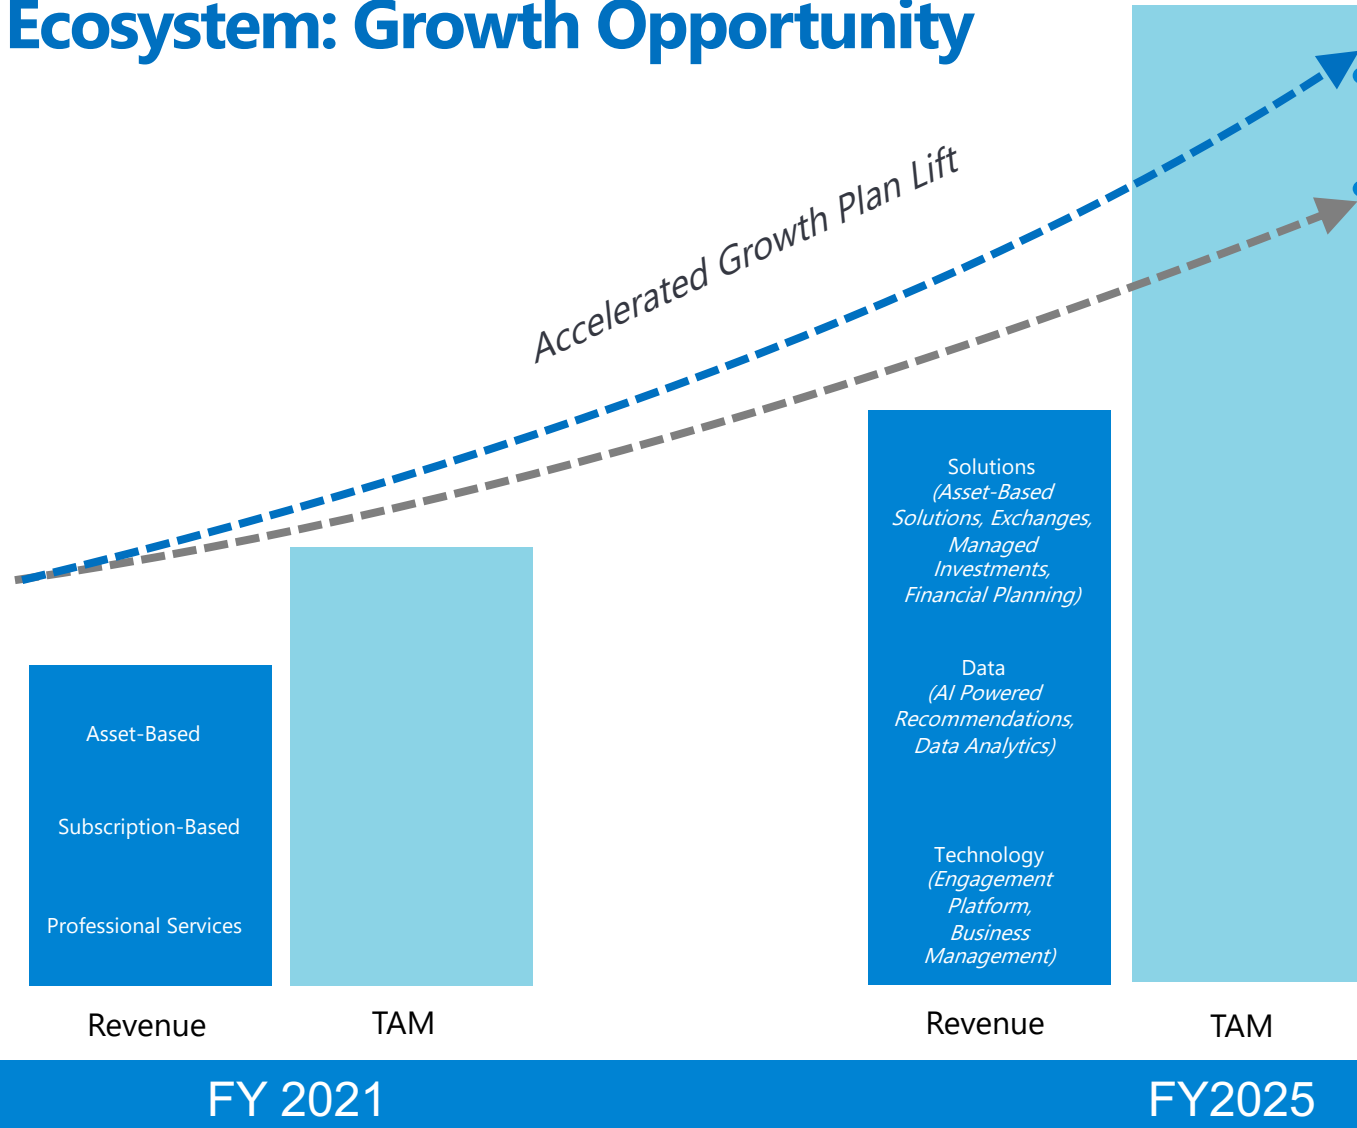 Ecosystem: Growth Opportunity
Accelerated Growth Plan Lift
Asset-Based
Subscription-Based
Professional Services
Revenue
TAM
Solutions
(Asset-Based
Solutions, Exchanges,
Managed
Investments,
Financial Planning)
Data
(AI Powered
Recommendations,
Data Analytics)
Technology
(Engagement
Platform,
Business
Management)
Revenue
TAM
FY 2021
FY2025